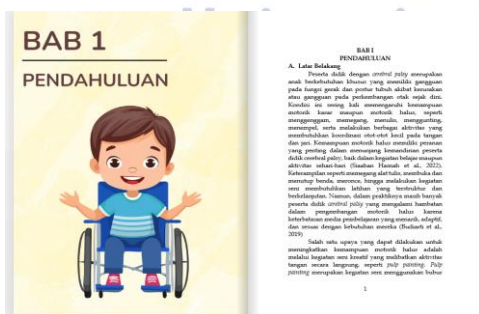 BAB 1
PENDAHULUAN
BAB I
PENDAHULUAN
A. Latar Belakang
Peserta didik dengan cerebral palsy merupakan
anak berkebutuhan khusus yang memiliki gangguan
pada fungsi gerak dan postur tubuh akibat kerusakan
atau gangguan pada perkembangan otak sejak dini.
Kondisi ini sering kali memengaruhi kemampuan
motorik kasar maupun motorik halus, seperti
menggenggam, memegang, menulis, menggunting,
menempel, serta melakukan berbagai aktivitas yang
membutuhkan koordinasi otot-otot kecil pada tangan
dan jari. Kemampuan motorik halus memiliki peranan
yang penting dalam menunjang kemandirian peserta
didik cerebral palsy, baik dalam kegiatan belajar maupun
aktivitas sehari-hari Hasnah et al., 2022).
Keterampilan seperti memegang alat tulis, membuka dan
menutup benda, meronce, hingga melakukan kegiatan
seni membutuhkan latihan yang terstruktur dan
berkelanjutan. Namun, dalam praktiknya masih banyak
peserta didik cerebral palsy yang mengalami hambatan
dalam pengembangan motorik halus karena
keterbatasan media pembelajaran yang menarik, adaptif,
dan sesuai dengan kebutuhan mereka et al.,
2019)
Salah satu upaya yang dapat dilakukan untuk
meningkatkan kemampuan motorik halus adalah
melalui kegiatan seni kreatif yang melibatkan aktivitas
tangan secara langsung, seperti pulp painting. Pulp
painting merupakan kegiatan seni menggunakan bubur
1